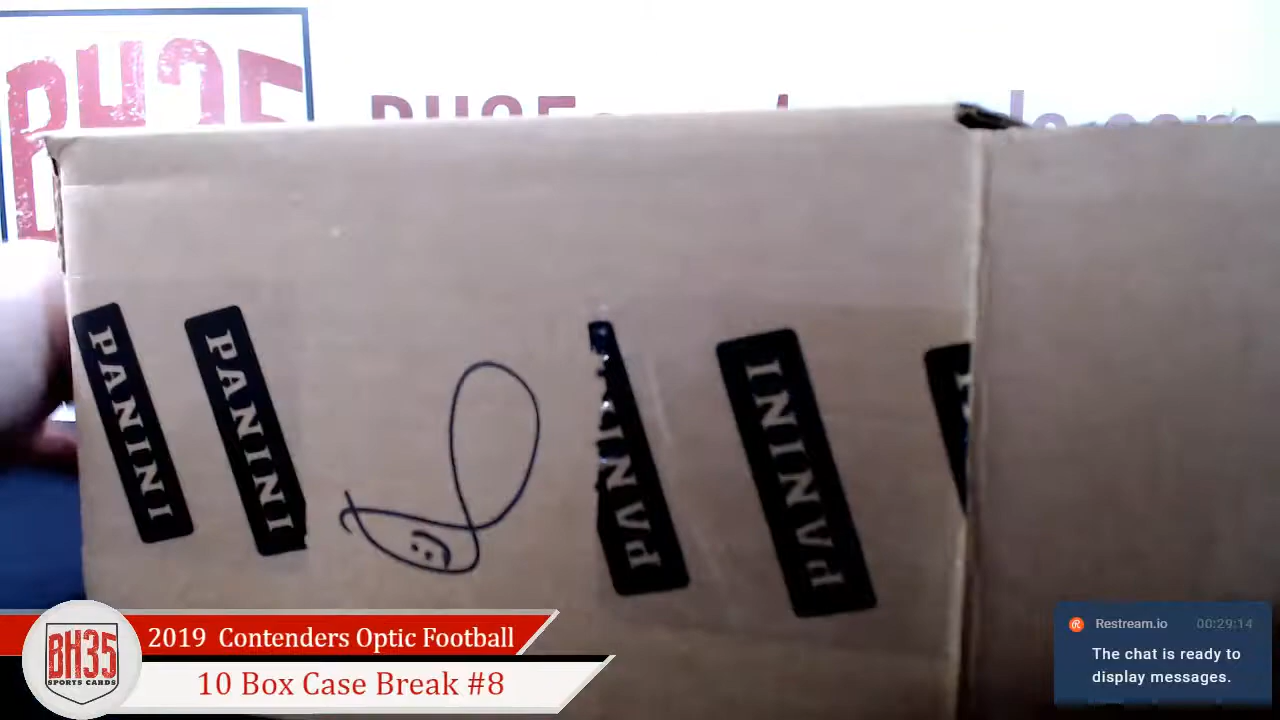 BH35
PANINI
PANINI
PANINI
PANINI
BH35
SPORTS CARDS
2019 Contenders Optic Football
10 Box Case Break #8
Restream.io 00:29:14
The chat is ready to
display messages.